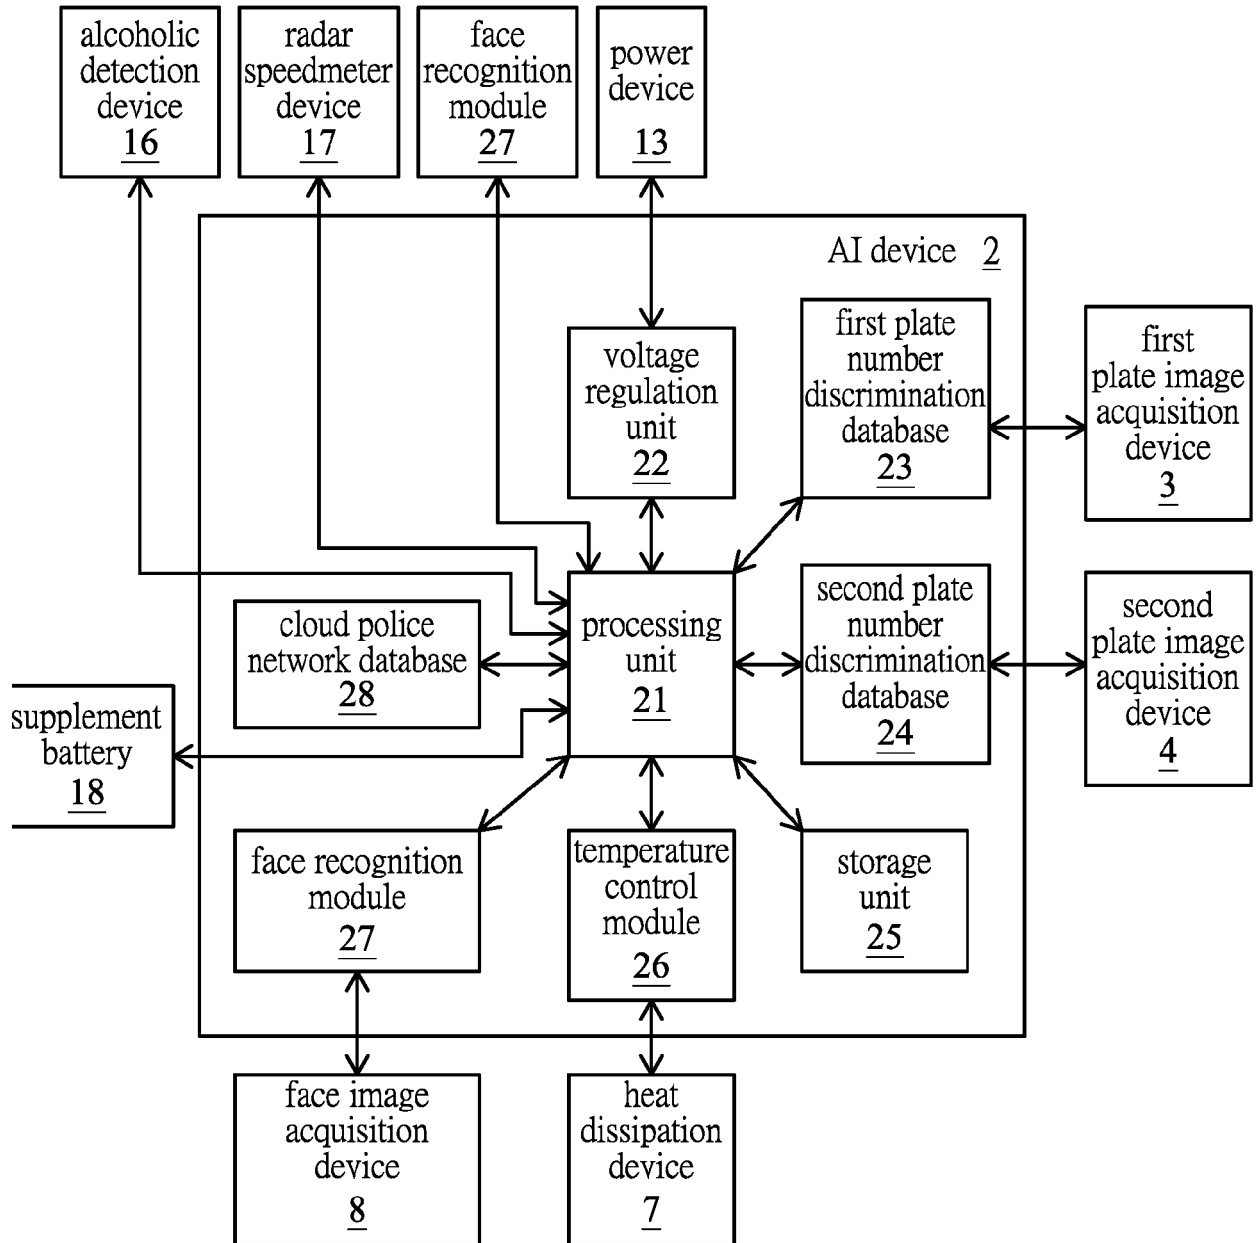 alcoholic
detection
device
16
radar
speedmeter
device
17
face
recognition
module
27
power
device
13
AI device 2
voltage
regulation
unit
22
first plate
number
discrimination
database
23
first
plate image
acquisition
device
3
cloud police
network database
28
processing
unit
21
second plate
number
discrimination
database
24
second
plate image
acquisition
device
4
supplement
battery
18
face recognition
module
27
temperature
control
module
26
storage
unit
25
face image
acquisition
device
8
heat
dissipation
device
7